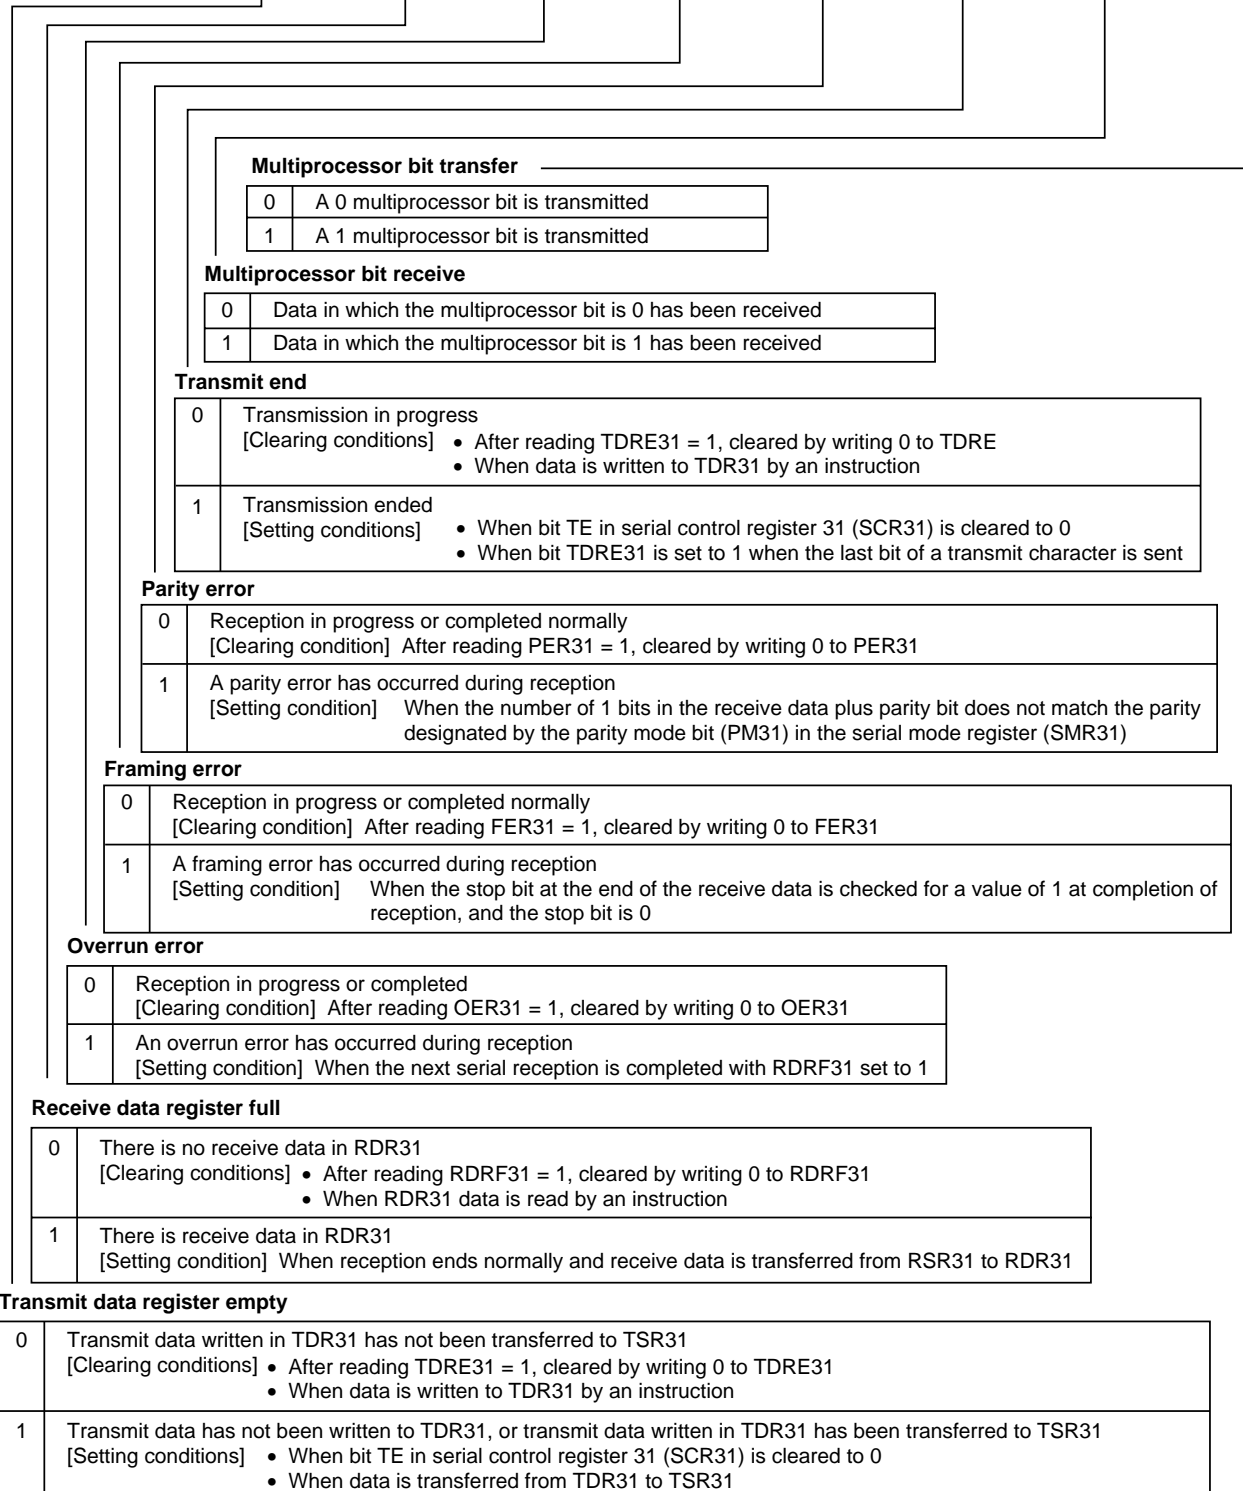 Multiprocessor bit transfer
0 A 0 multiprocessor bit is transmitted
1 A 1 multiprocessor bit is transmitted
Multiprocessor bit receive
0 Data in which the multiprocessor bit is 0 has been received
1 Data in which the multiprocessor bit is 1 has been received
Transmit end
0 Transmission in progress
[Clearing conditions] • After reading TDRE31 = 1, cleared by writing 0 to TDRE
• When data is written to TDR31 by an instruction
1 Transmission ended
[Setting conditions] • When bit TE in serial control register 31 (SCR31) is cleared to 0
• When bit TDRE31 is set to 1 when the last bit of a transmit character is sent
Parity error
0 Reception in progress or completed normally
[Clearing condition] After reading PER31 = 1, cleared by writing 0 to PER31
1 A parity error has occurred during reception
[Setting condition] When the number of 1 bits in the receive data plus parity bit does not match the parity
designated by the parity mode bit (PM31) in the serial mode register (SMR31)
Framing error
0 Reception in progress or completed normally
[Clearing condition] After reading FER31 = 1, cleared by writing 0 to FER31
1 A framing error has occurred during reception
[Setting condition] When the stop bit at the end of the receive data is checked for a value of 1 at completion of
reception, and the stop bit is 0
Overrun error
0 Reception in progress or completed
[Clearing condition] After reading OER31 = 1, cleared by writing 0 to OER31
1 An overrun error has occurred during reception
[Setting condition] When the next serial reception is completed with RDRF31 set to 1
Receive data register full
0 There is no receive data in RDR31
[Clearing conditions] • After reading RDRF31 = 1, cleared by writing 0 to RDRF31
• When RDR31 data is read by an instruction
1 There is receive data in RDR31
[Setting condition] When reception ends normally and receive data is transferred from RSR31 to RDR31
Transmit data register empty
0 Transmit data written in TDR31 has not been transferred to TSR31
[Clearing conditions] • After reading TDRE31 = 1, cleared by writing 0 to TDRE31
• When data is written to TDR31 by an instruction
1 Transmit data has not been written to TDR31, or transmit data written in TDR31 has been transferred to TSR31
[Setting conditions] • When bit TE in serial control register 31 (SCR31) is cleared to 0
• When data is transferred from TDR31 to TSR31